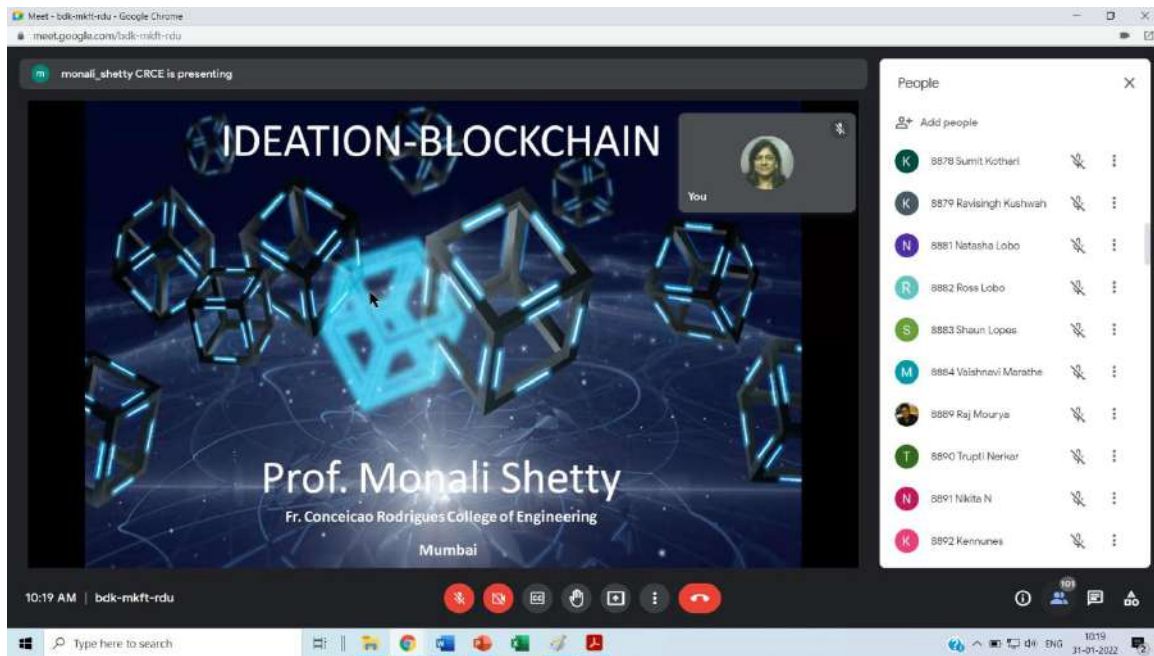 Meet - bdk-mkft-rdu - Google Chrome
meet.google.com/bdk-mkft-rdu
m monali_shetty CRCE is presenting
IDEATION-BLOCKCHAIN
You
Prof. Monali Shetty
Fr. Conceicao Rodrigues College of Engineering
Mumbai
People
Add people
K 8878 Sumit Kothari
K 8879 Ravisingh Kushwah
N 8881 Natasha Lobo
R 8882 Ross Lobo
S 8883 Shaun Lopes
M 8884 Vaishnavi Marathe
8889 Raj Mourya
T 8890 Trupti Nerkar
N 8891 Nikita N
K 8892 Kennunes
10:19 AM | bdk-mkft-rdu
CC
101
Type here to search
ENG
10:19
31-01-2022
2